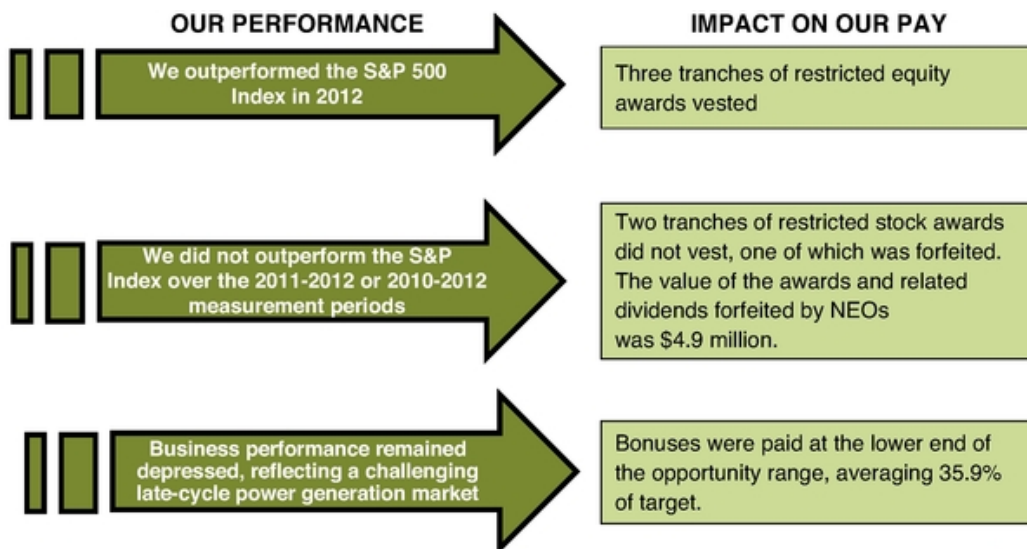 OUR PERFORMANCE
IMPACT ON OUR PAY
We outperformed the S&P 500
Index in 2012
Three tranches of restricted equity
awards vested
We did not outperform the S&P
Index over the 2011-2012 or 2010-2012
measurement periods
Two tranches of restricted stock awards
did not vest, one of which was forfeited.
The value of the awards and related
dividends forfeited by NEOs
was $4.9 million.
Business performance remained
depressed, reflecting a challenging
late-cycle power generation market
Bonuses were paid at the lower end of
the opportunity range, averaging 35.9%
of target.